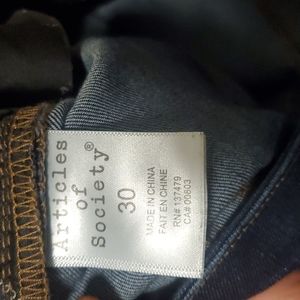 Articles
of
Society®
30
MADE IN CHINA
FAIT EN CHINE
RN# 137479
CA# 00603